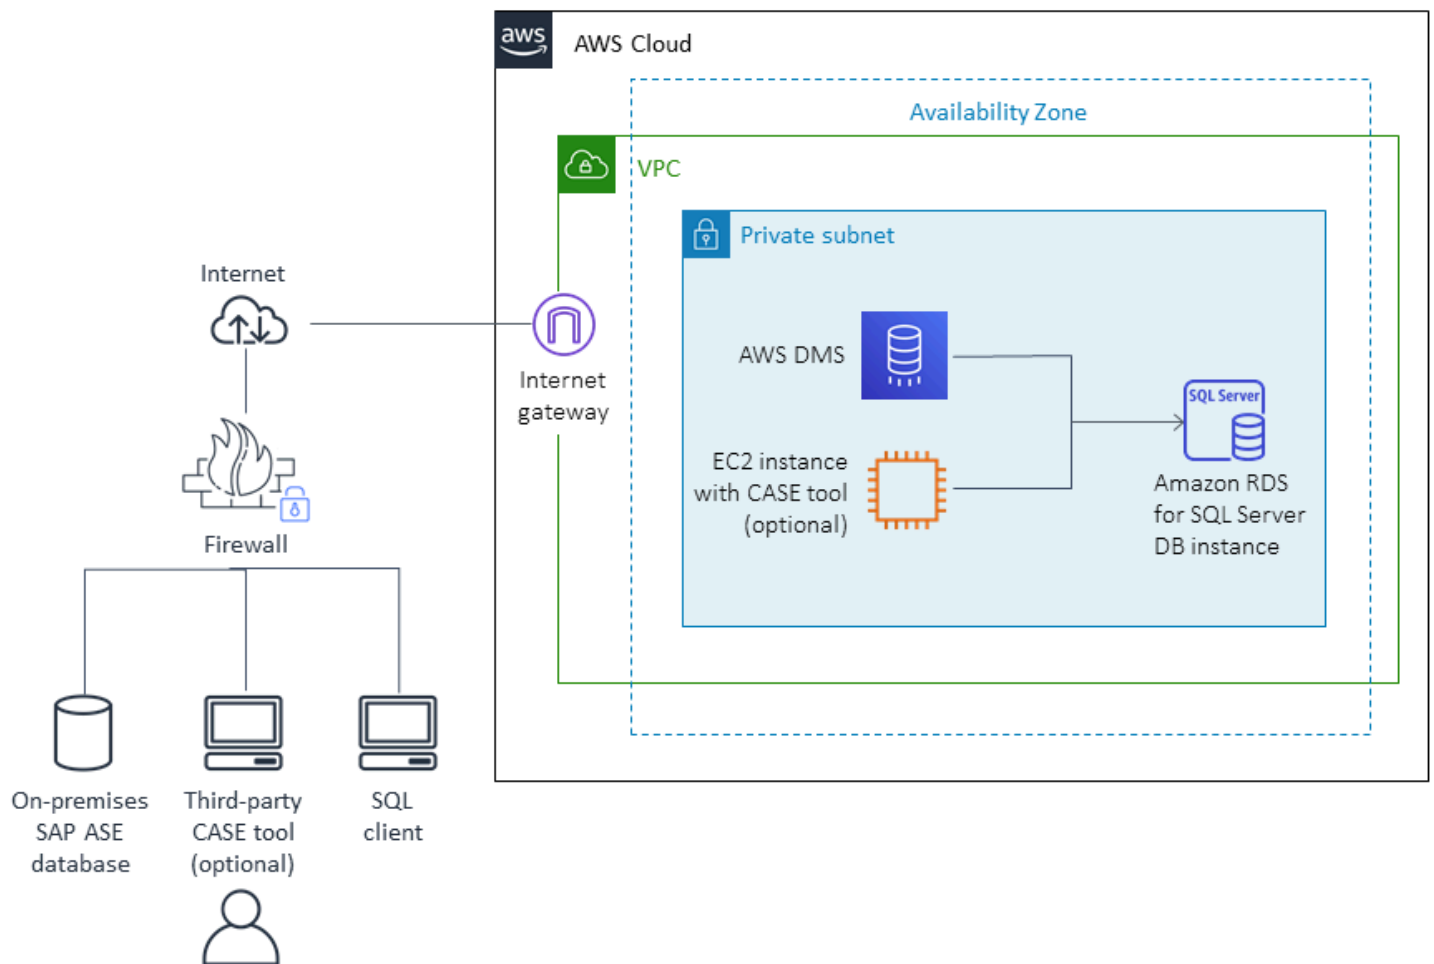 aws
AWS Cloud
Availability Zone
VPC
Private subnet
Internet
Internet
gateway
AWS DMS
SQL Server
EC2 instance
with CASE tool
(optional)
Amazon RDS
for SQL Server
DB instance
Firewall
On-premises
SAP ASE
database
Third-party
CASE tool
(optional)
SQL
client